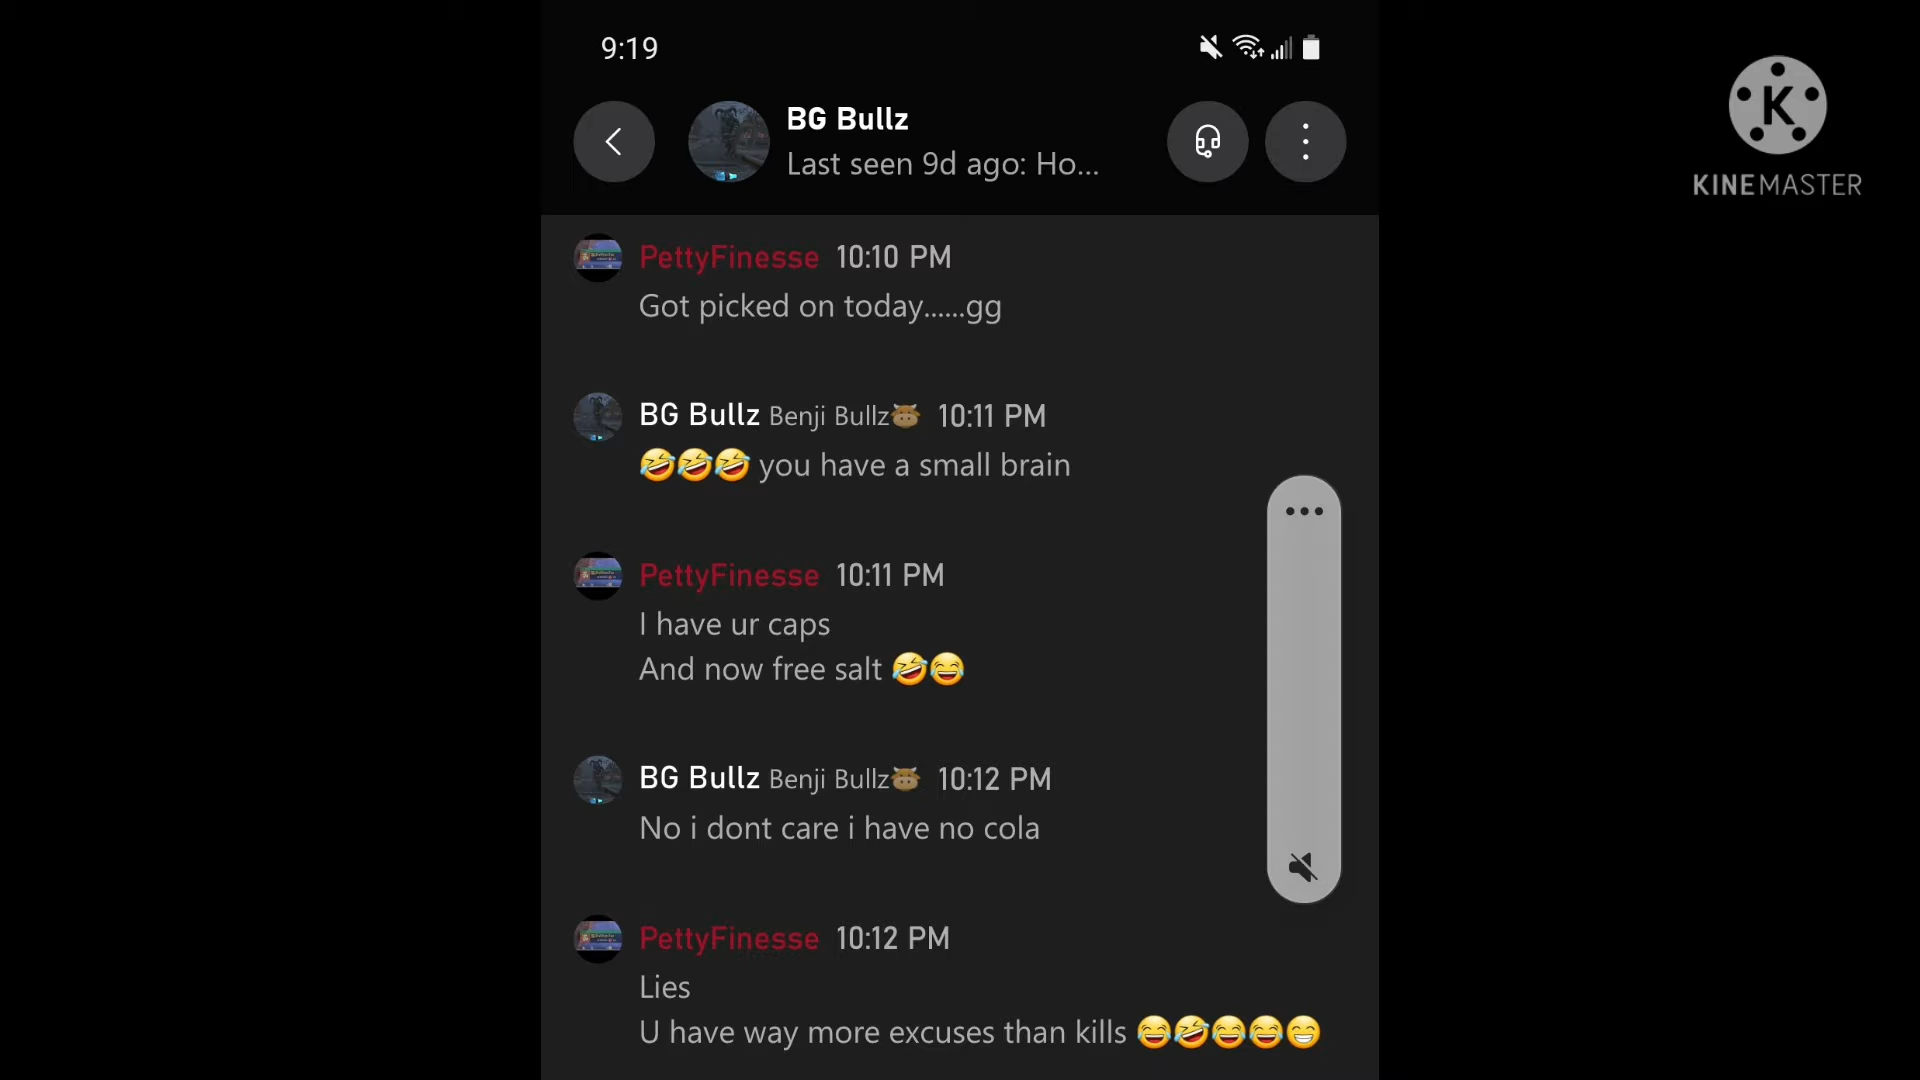 9:19
BG Bullz
Last seen 9d ago: Ho...
K
KINEMASTER
PettyFinesse 10:10 PM
Got picked on today......gg
BG Bullz Benji Bullz🐮 10:11 PM
🤣🤣🤣 you have a small brain
PettyFinesse 10:11 PM
I have ur caps
And now free salt 🤣😂
BG Bullz Benji Bullz🐮 10:12 PM
No i dont care i have no cola
PettyFinesse 10:12 PM
Lies
U have way more excuses than kills 😂🤣😂😂😁